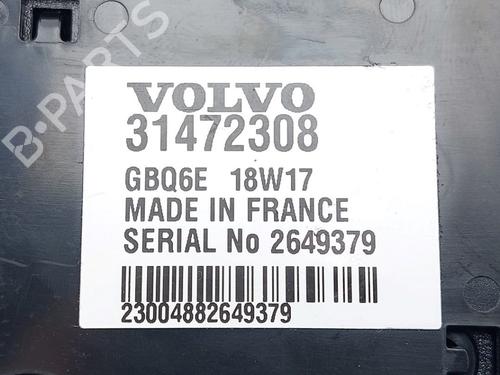 B-PARTS
VOLVO
31472308
GBQ6E 18W17
MADE IN FRANCE
SERIAL No 2649379
23004882649379